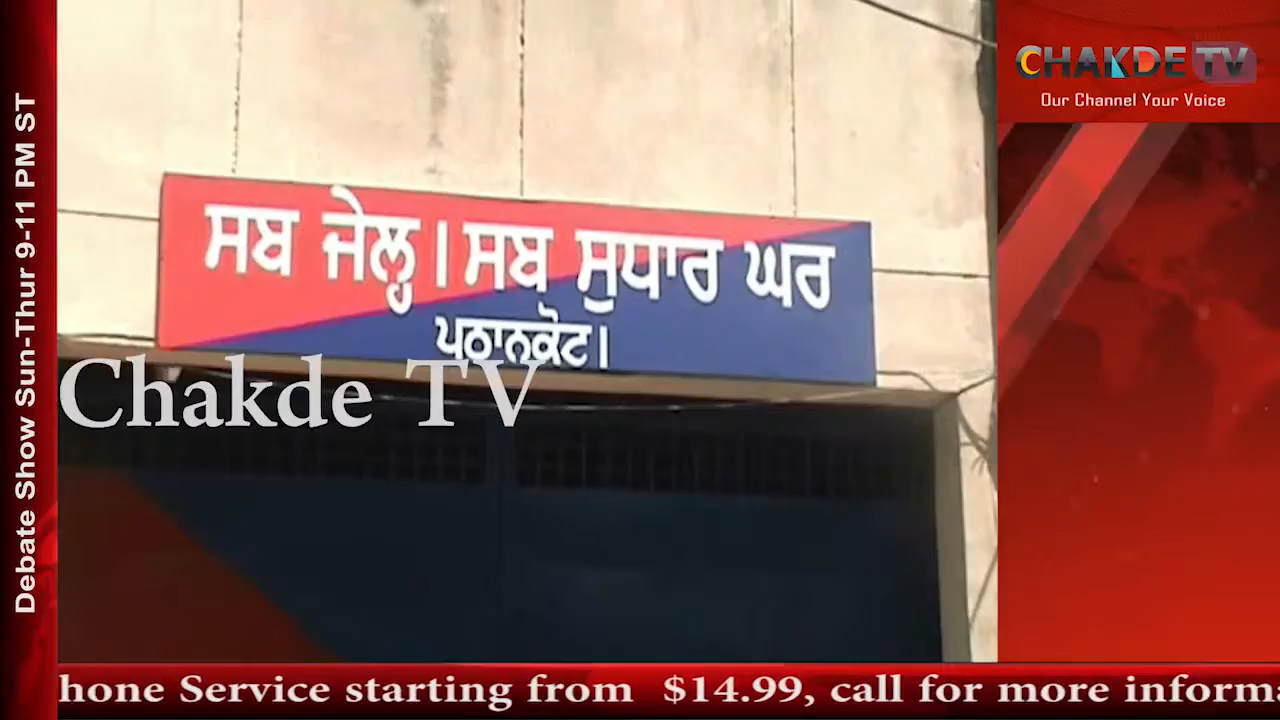 CHAKDE TV
Our Channel Your Voice
Debate Show Sun-Thur 9-11 PM ST
ਸਬ ਜੇਲ੍ਹ।ਸਬ ਸੁਧਾਰ ਘਰ
ਪਠਾਨਕੋਟ।
Chakde TV
hone Service starting from $14.99, call for more informa